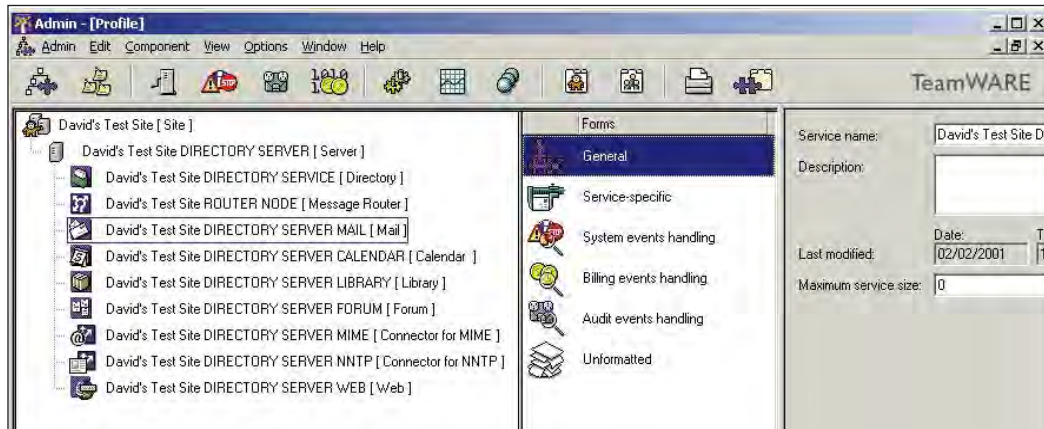 Admin - [Profile]
Admin Edit Component View Options Window Help
TeamWARE
David's Test Site [ Site ]
David's Test Site DIRECTORY SERVER [ Server ]
David's Test Site DIRECTORY SERVICE [ Directory ]
David's Test Site ROUTER NODE [ Message Router ]
David's Test Site DIRECTORY SERVER MAIL [ Mail ]
David's Test Site DIRECTORY SERVER CALENDAR [ Calendar ]
David's Test Site DIRECTORY SERVER LIBRARY [ Library ]
David's Test Site DIRECTORY SERVER FORUM [ Forum ]
David's Test Site DIRECTORY SERVER MIME [ Connector for MIME ]
David's Test Site DIRECTORY SERVER NNTP [ Connector for NNTP ]
David's Test Site DIRECTORY SERVER WEB [ Web ]
Forms
General
Service-specific
System events handling
Billing events handling
Audit events handling
Unformatted
Service name: David's Test Site D
Description:
Date: T
Last modified: 02/02/2001 1
Maximum service size: 0